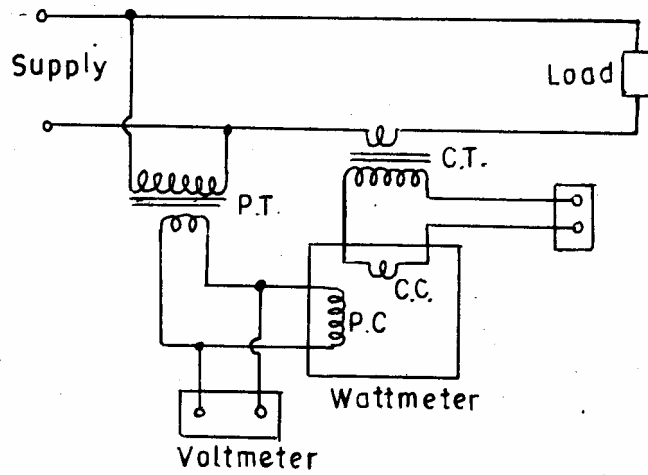 Supply
Load
C.T.
P.T.
C.C.
P.C
Wattmeter
Voltmeter